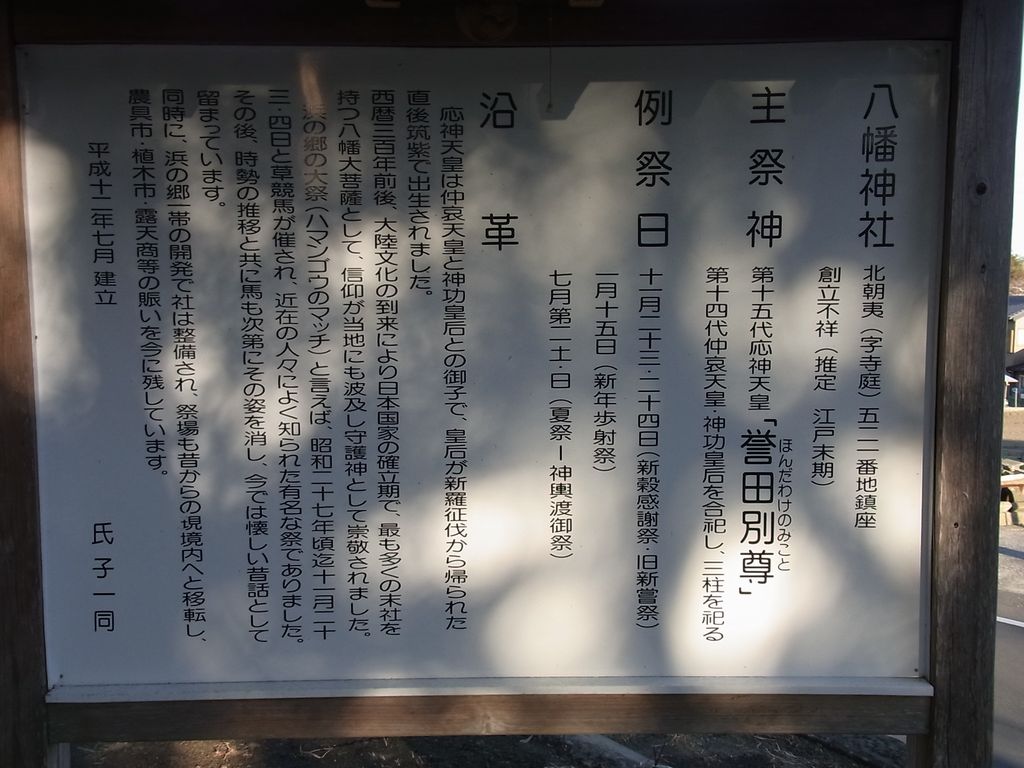 八幡神社 北朝夷（字寺庭）五二一番地鎮座
創立不祥（推定 江戸末期）
主祭神 第十五代応神天皇「誉田別尊」
ほんだわけのみこと
第十四代仲哀天皇・神功皇后を合祀し、三柱を祀る
例祭日 十一月二十三・二十四日（新穀感謝祭・旧新嘗祭）
一月十五日（新年歩射祭）
七月第二土・日（夏祭ー神輿渡御祭）
沿革
応神天皇は仲哀天皇と神功皇后との御子で、皇后が新羅征伐から帰られた
直後筑紫で出生されました。
西暦三百年前後、大陸文化の到来により日本国家の確立期で、最も多くの末社を
持つ八幡大菩薩として、信仰が当地にも波及し守護神として崇敬されました。
浜の郷の大祭（ハマンゴウのマッチ）と言えば、昭和二十七年頃迄十一月二十
三・四日と草競馬が催され、近在の人々によく知られた有名な祭でありました。
その後、時勢の推移と共に馬も次第にその姿を消し、今では懐しい昔話として
留まっています。
同時に、浜の郷一帯の開発で社は整備され、祭場も昔からの現境内へと移転し、
農具市・植木市・露天商等の賑いを今に残しています。
平成十二年七月 建立 氏子一同